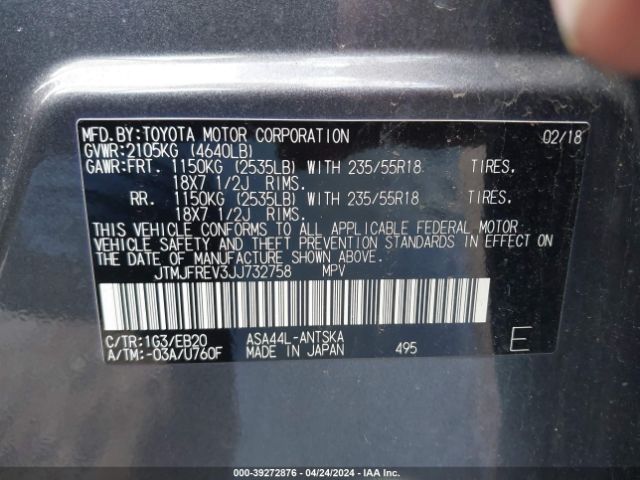 MFD.BY:TOYOTA MOTOR CORPORATION 02/18
GVWR:2105KG (4640LB)
GAWR:FRT. 1150KG (2535LB) WITH 235/55R18 TIRES,
18X7 1/2J RIMS.
RR. 1150KG (2535LB) WITH 235/55R18 TIRES,
18X7 1/2J RIMS.
THIS VEHICLE CONFORMS TO ALL APPLICABLE FEDERAL MOTOR
VEHICLE SAFETY AND THEFT PREVENTION STANDARDS IN EFFECT ON
THE DATE OF MANUFACTURE SHOWN ABOVE.
JTMJFREV3JJ732758 MPV
C/TR:1G3/EB20 ASA44L-ANTSKA
A/TM:-03A/U760F MADE IN JAPAN 495 E
000-39272876 / 04/24/2024 - IAA Inc.